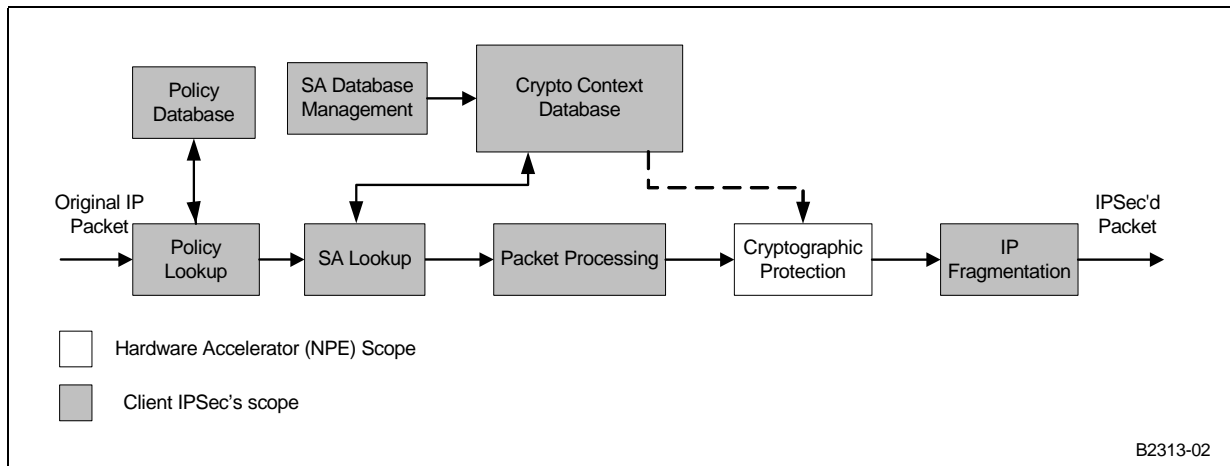 Policy
Database
SA Database
Management
Crypto Context
Database
Original IP
Packet
Policy
Lookup
SA Lookup
Packet Processing
Cryptographic
Protection
IP
Fragmentation
IPSec'd
Packet
Hardware Accelerator (NPE) Scope
Client IPSec's scope
B2313-02